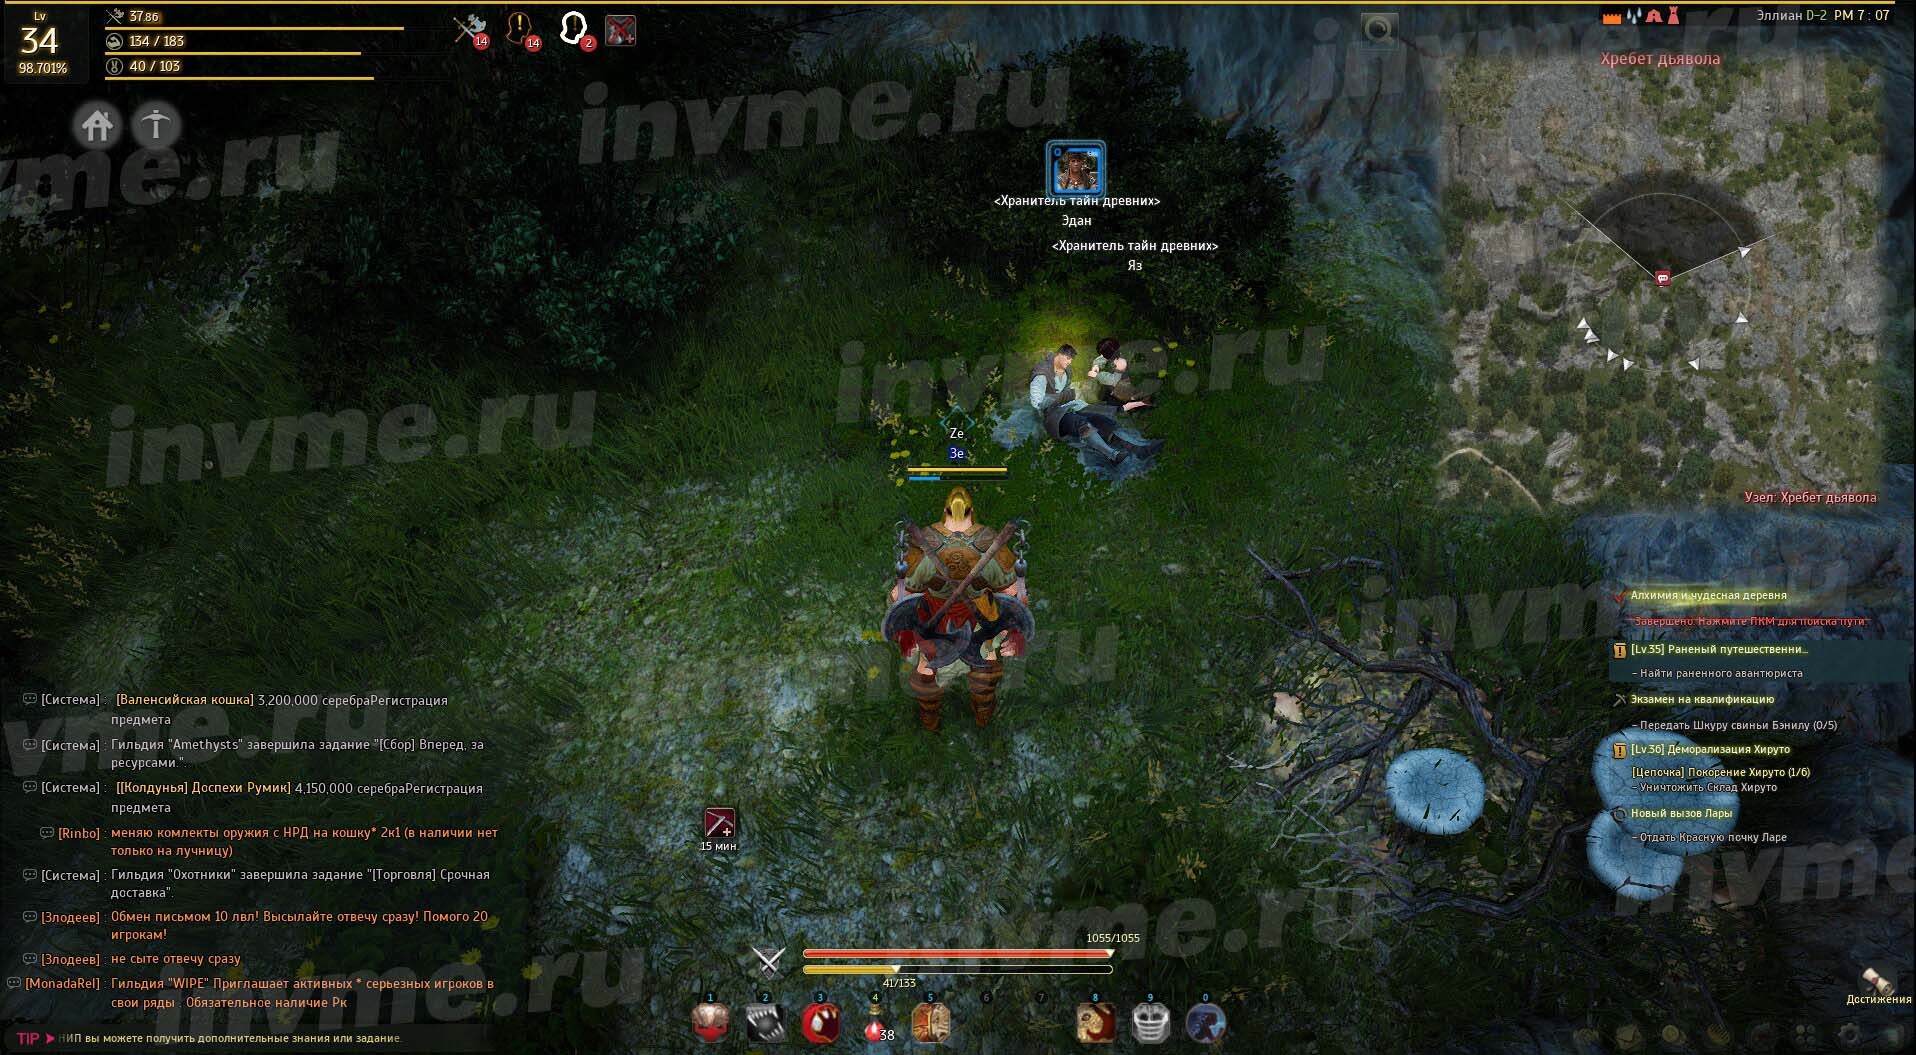 Lv
34
98.701%
37.86
134 / 183
40 / 103
14
14
2
Эллиан D-2 PM 7 : 07
Хребет дьявола
invme.ru
invme.ru
<Хранитель тайн древних>
Эдан
<Хранитель тайн древних>
Яз
invme.ru
invme.ru
Ze
Зе
Узел: Хребет дьявола
Алхимия и чудесная деревня
Завершено. Нажмите ПКМ для поиска пути.
[Lv.35] Раненый путешественни...
– Найти раненного авантюриста
Экзамен на квалификацию
– Передать Шкуру свиньи Бэнилу (0/5)
[Lv.36] Деморализация Хируто
[Цепочка] Покорение Хируто (1/6)
– Уничтожить Склад Хируто
Новый вызов Лары
– Отдать Красную почку Ларе
[Система] : [Валенсийская кошка] 3,200,000 серебраРегистрация
предмета
[Система] : Гильдия "Amethysts" завершила задание "[Сбор] Вперед, за
ресурсами.".
[Система] : [[Колдунья] Доспехи Румик] 4,150,000 серебраРегистрация
предмета
[Rinbo] : меняю комлекты оружия с НРД на кошку* 2к1 (в наличии нет
только на лучницу)
[Система] : Гильдия "Охотники" завершила задание "[Торговля] Срочная
доставка".
[Злодеев] : Обмен письмом 10 лвл! Высылайте отвечу сразу! Помого 20
игрокам!
[Злодеев] : не сыте отвечу сразу
[MonadaRel] : Гильдия "WIPE" Приглашает активных * серьезных игроков в
свои ряды . Обязательное наличие Рк
TIP НИП вы можете получить дополнительные знания или задание.
15 мин.
1055/1055
41/133
1 2 3 4 5 6 7 8 9 0
38
Достижения